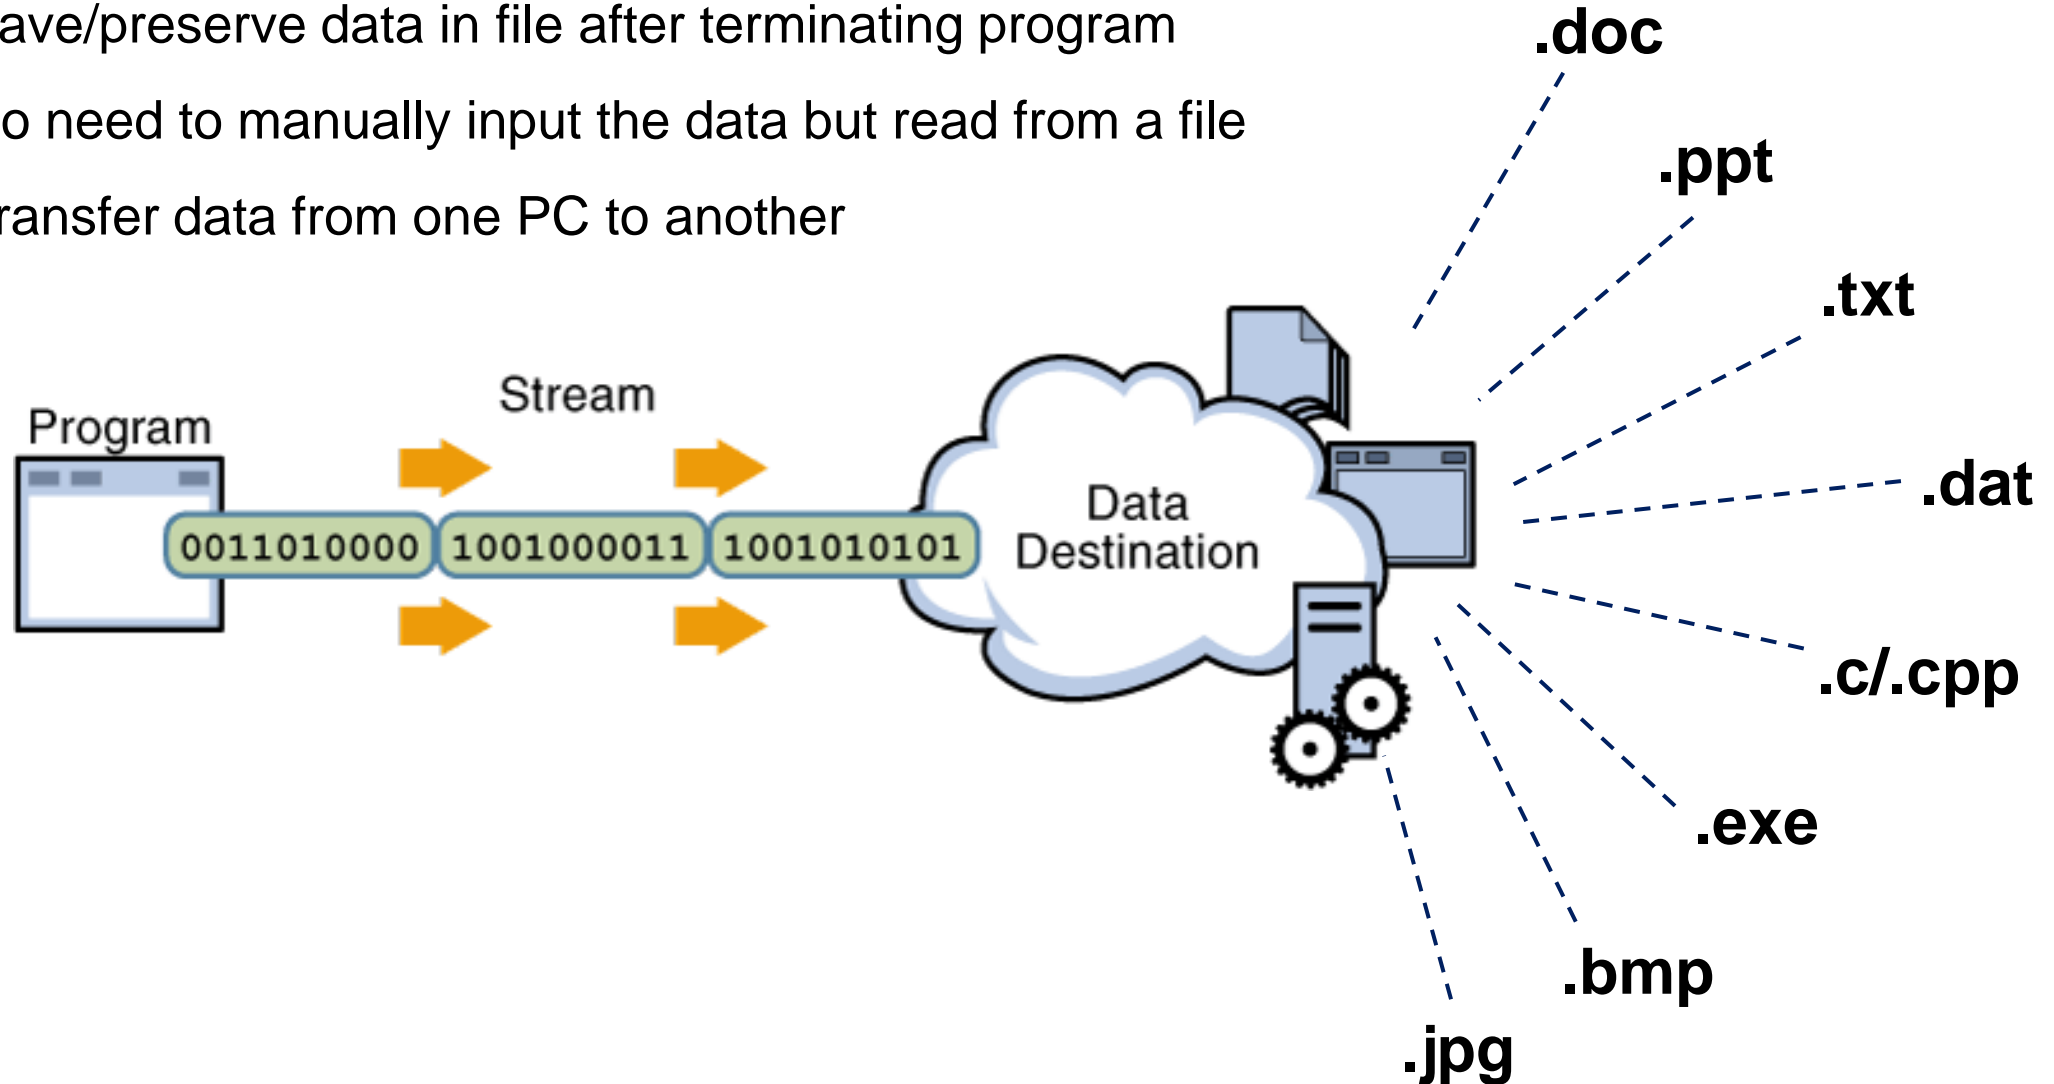 ave/preserve data in file after terminating program
o need to manually input the data but read from a file
ransfer data from one PC to another
.doc
.ppt
.txt
.dat
.c/.cpp
.exe
.bmp
.jpg
Stream
Program
0011010000 1001000011 1001010101
Data
Destination